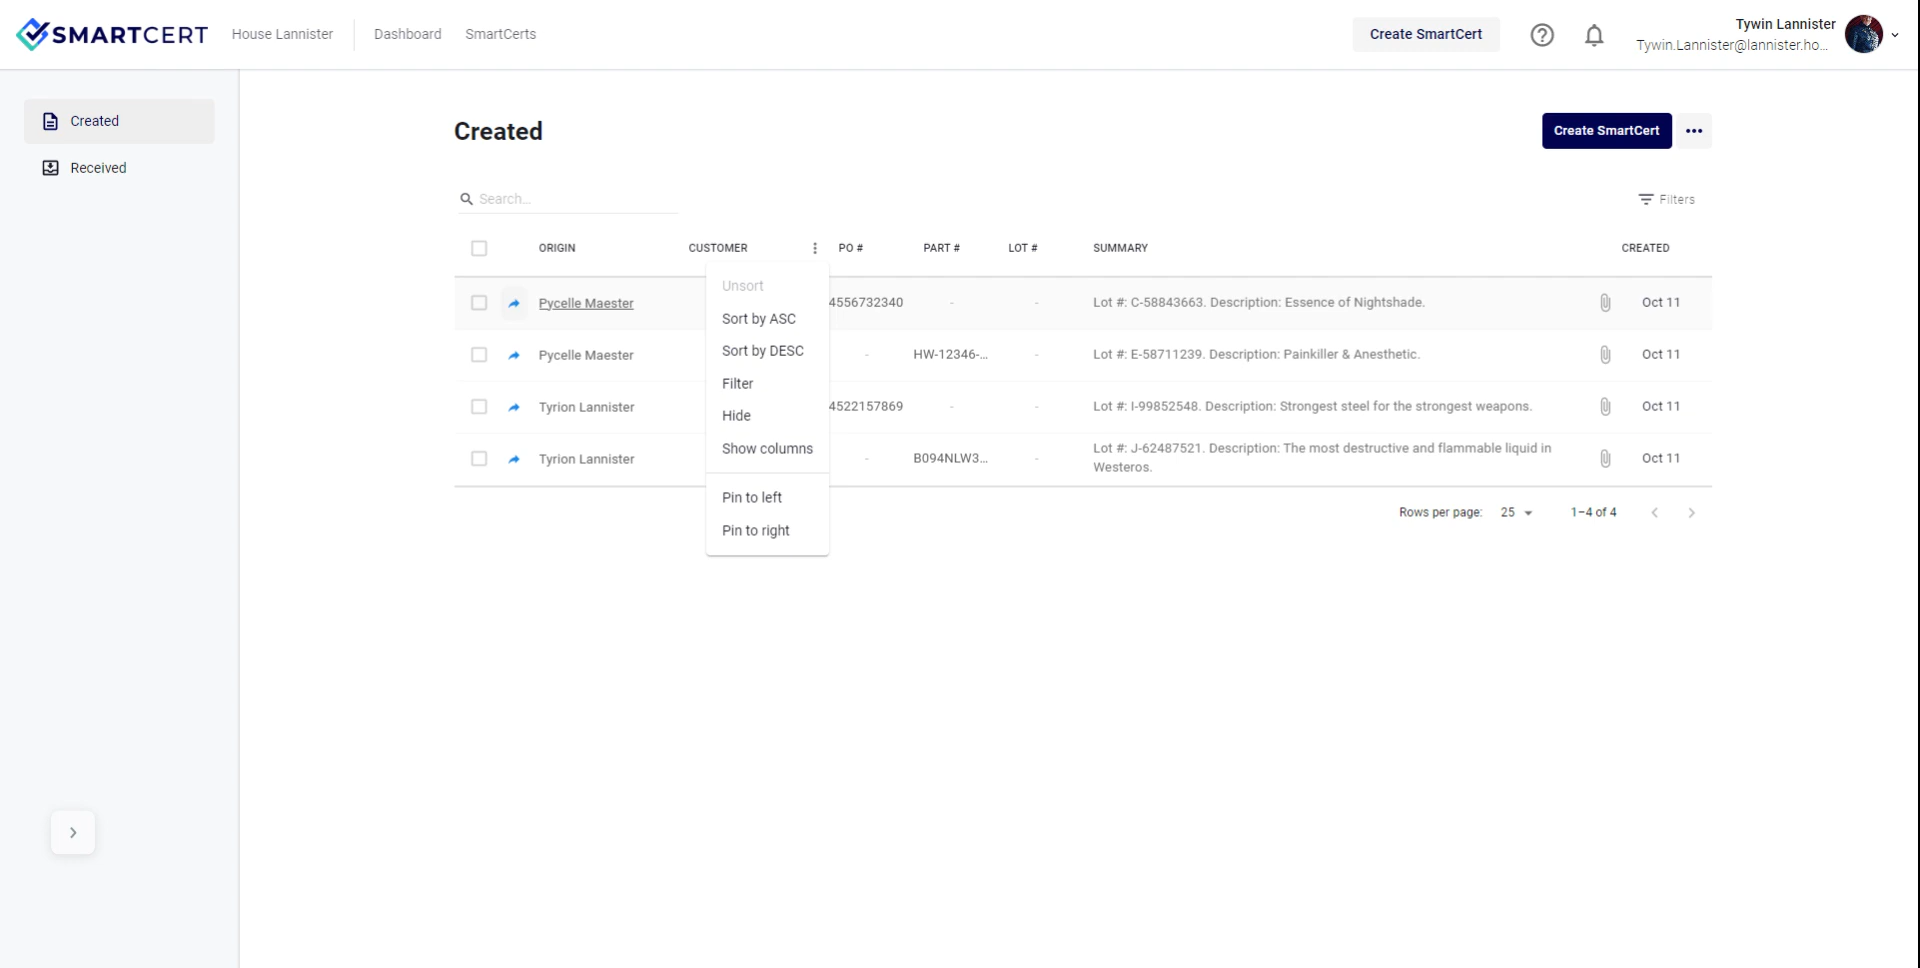 SMARTCERT House Lannister Dashboard SmartCerts Create SmartCert Tywin Lannister
Tywin.Lannister@lannister.ho...
Created
Received
Created
Create SmartCert
Search...
Filters
ORIGIN CUSTOMER PO # PART # LOT # SUMMARY CREATED
Pycelle Maester 4556732340 - - Lot #: C-58843663. Description: Essence of Nightshade. Oct 11
Pycelle Maester - HW-12346-... - Lot #: E-58711239. Description: Painkiller & Anesthetic. Oct 11
Tyrion Lannister 4522157869 - - Lot #: I-99852548. Description: Strongest steel for the strongest weapons. Oct 11
Tyrion Lannister - B094NLW3... - Lot #: J-62487521. Description: The most destructive and flammable liquid in Oct 11
Westeros.
Unsort
Sort by ASC
Sort by DESC
Filter
Hide
Show columns
Pin to left
Pin to right
Rows per page: 25 1–4 of 4